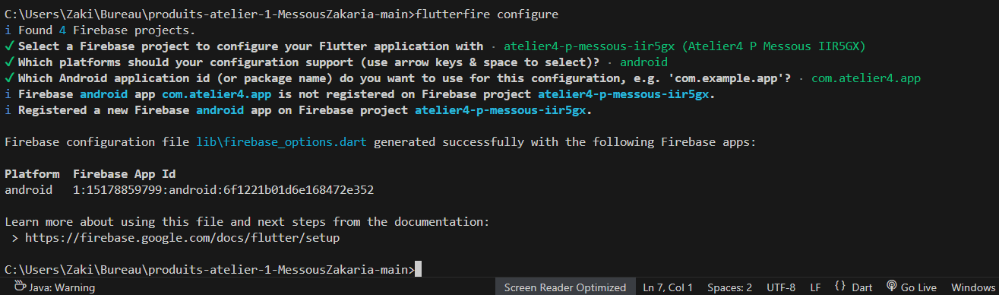 C:\Users\Zaki\Bureau\produits-atelier-1-MessousZakaria-main>flutterfire configure
i Found 4 Firebase projects.
✔ Select a Firebase project to configure your Flutter application with · atelier4-p-messous-iir5gx (Atelier4 P Messous IIR5GX)
✔ Which platforms should your configuration support (use arrow keys & space to select)? · android
✔ Which Android application id (or package name) do you want to use for this configuration, e.g. 'com.example.app'? · com.atelier4.app
i Firebase android app com.atelier4.app is not registered on Firebase project atelier4-p-messous-iir5gx.
i Registered a new Firebase android app on Firebase project atelier4-p-messous-iir5gx.
Firebase configuration file lib\firebase_options.dart generated successfully with the following Firebase apps:
Platform  Firebase App Id
android   1:15178859799:android:6f1221b01d6e168472e352
Learn more about using this file and next steps from the documentation:
 > https://firebase.google.com/docs/flutter/setup
C:\Users\Zaki\Bureau\produits-atelier-1-MessousZakaria-main>
Java: Warning Screen Reader Optimized Ln 7, Col 1 Spaces: 2 UTF-8 LF {} Dart Go Live Windows